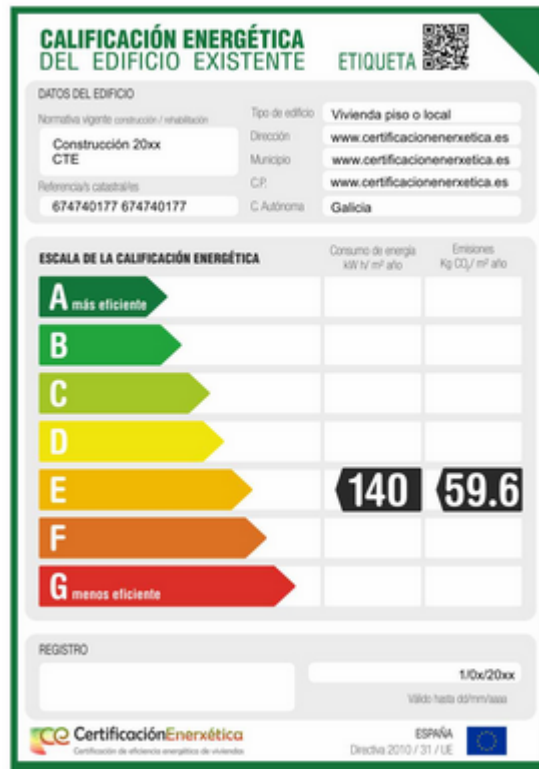 CALIFICACIÓN ENERGÉTICA
DEL EDIFICIO EXISTENTE ETIQUETA
DATOS DEL EDIFICIO
Normativa vigente construcción / rehabilitación
Construcción 20xx
CTE
Referencia/s catastral/es
674740177 674740177
Tipo de edificio Vivienda piso o local
Dirección www.certificacionenerxetica.es
Municipio www.certificacionenerxetica.es
C.P. www.certificacionenerxetica.es
C. Autónoma Galicia
ESCALA DE LA CALIFICACIÓN ENERGÉTICA
Consumo de energía
kW h/ m² año
Emisiones
Kg CO₂/ m² año
A más eficiente
B
C
D
E 140 59.6
F
G menos eficiente
REGISTRO
1/0x/20xx
Válido hasta dd/mm/aaaa
ce CertificaciónEnerxética
Certificación de eficiencia energética de viviendas
ESPAÑA
Directiva 2010 / 31 / UE